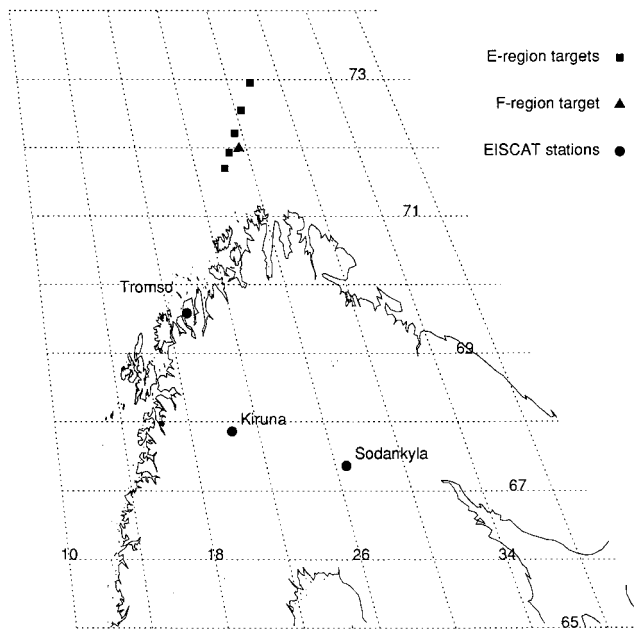 73
E-region targets
F-region target
EISCAT stations
71
Tromso
69
Kiruna
Sodankyla
67
10
18
26
34
65